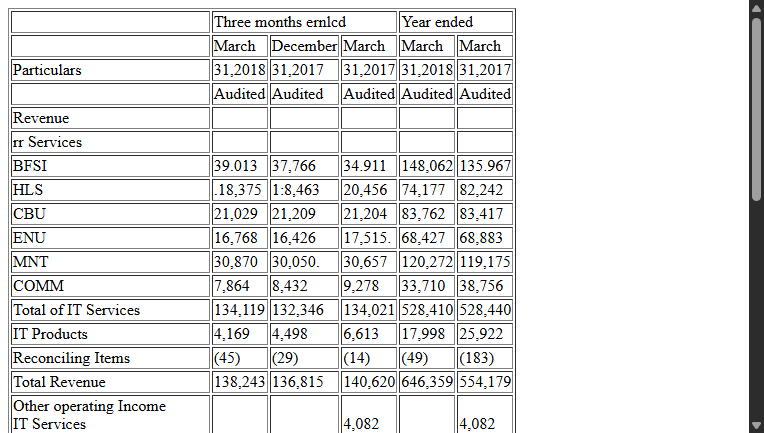 Three months ernlcd Year ended
March December March March March
Particulars 31,2018 31,2017 31,2017 31,2018 31,2017
Audited Audited Audited Audited Audited
Revenue
rr Services
BFSI 39.013 37,766 34.911 148,062 135.967
HLS .18,375 1:8,463 20,456 74,177 82,242
CBU 21,029 21,209 21,204 83,762 83,417
ENU 16,768 16,426 17,515. 68,427 68,883
MNT 30,870 30,050. 30,657 120,272 119,175
COMM 7,864 8,432 9,278 33,710 38,756
Total of IT Services 134,119 132,346 134,021 528,410 528,440
IT Products 4,169 4,498 6,613 17,998 25,922
Reconciling Items (45) (29) (14) (49) (183)
Total Revenue 138,243 136,815 140,620 646,359 554,179
Other operating Income
IT Services 4,082 4,082